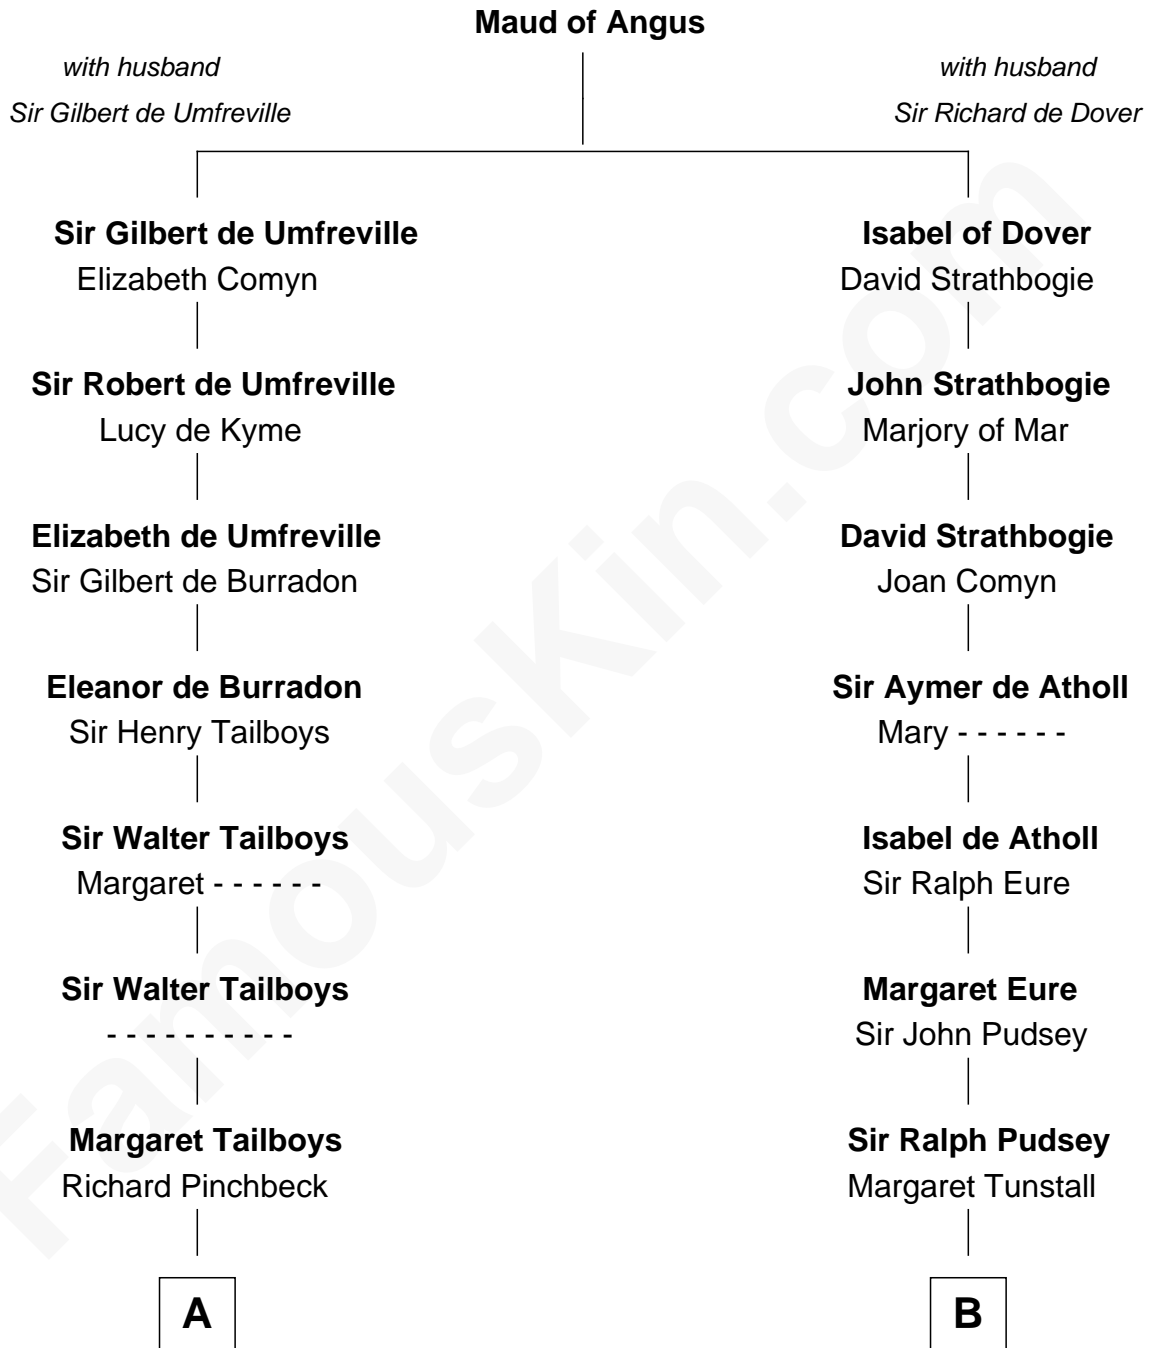 Maud of Angus
with husband
Sir Gilbert de Umfreville
with husband
Sir Richard de Dover
Sir Gilbert de Umfreville
Elizabeth Comyn
Isabel of Dover
David Strathbogie
Sir Robert de Umfreville
Lucy de Kyme
John Strathbogie
Marjory of Mar
Elizabeth de Umfreville
Sir Gilbert de Burradon
David Strathbogie
Joan Comyn
Eleanor de Burradon
Sir Henry Tailboys
Sir Aymer de Atholl
Mary - - - - - -
Sir Walter Tailboys
Margaret - - - - - -
Isabel de Atholl
Sir Ralph Eure
Sir Walter Tailboys
- - - - - - - - - -
Margaret Eure
Sir John Pudsey
Margaret Tailboys
Richard Pinchbeck
Sir Ralph Pudsey
Margaret Tunstall
A
B
FamousKin.com